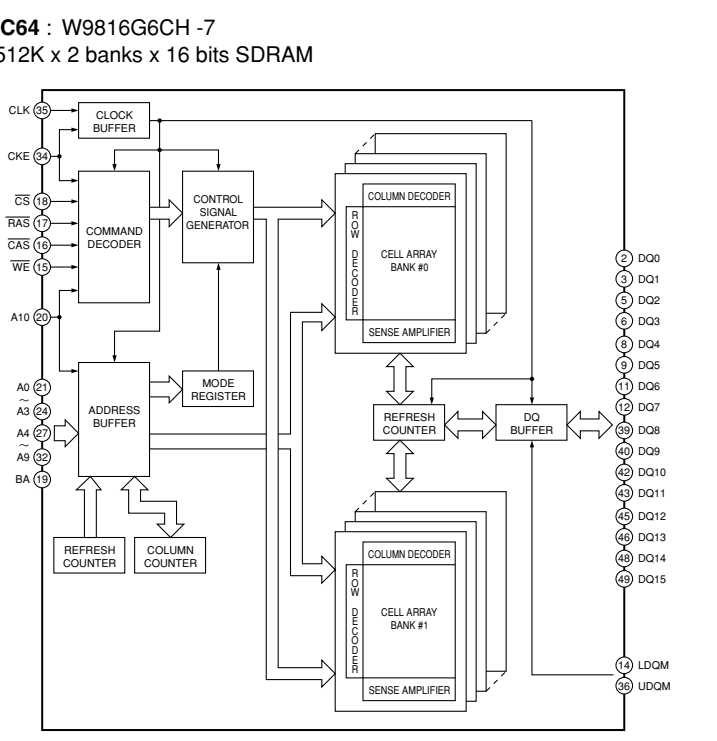 C64 : W9816G6CH -7
512K x 2 banks x 16 bits SDRAM
CLK 35
CKE 34
CS 18
RAS 17
CAS 16
WE 15
A10 20
A0 21
~
A3 24
A4 27
~
A9 32
BA 19
CLOCK
BUFFER
COMMAND
DECODER
CONTROL
SIGNAL
GENERATOR
ADDRESS
BUFFER
MODE
REGISTER
REFRESH
COUNTER
COLUMN
COUNTER
COLUMN DECODER
ROW DECODER
CELL ARRAY
BANK #0
SENSE AMPLIFIER
REFRESH
COUNTER
DQ
BUFFER
COLUMN DECODER
ROW DECODER
CELL ARRAY
BANK #1
SENSE AMPLIFIER
2 DQ0
3 DQ1
5 DQ2
6 DQ3
8 DQ4
9 DQ5
11 DQ6
12 DQ7
39 DQ8
40 DQ9
42 DQ10
43 DQ11
45 DQ12
46 DQ13
48 DQ14
49 DQ15
14 LDQM
36 UDQM